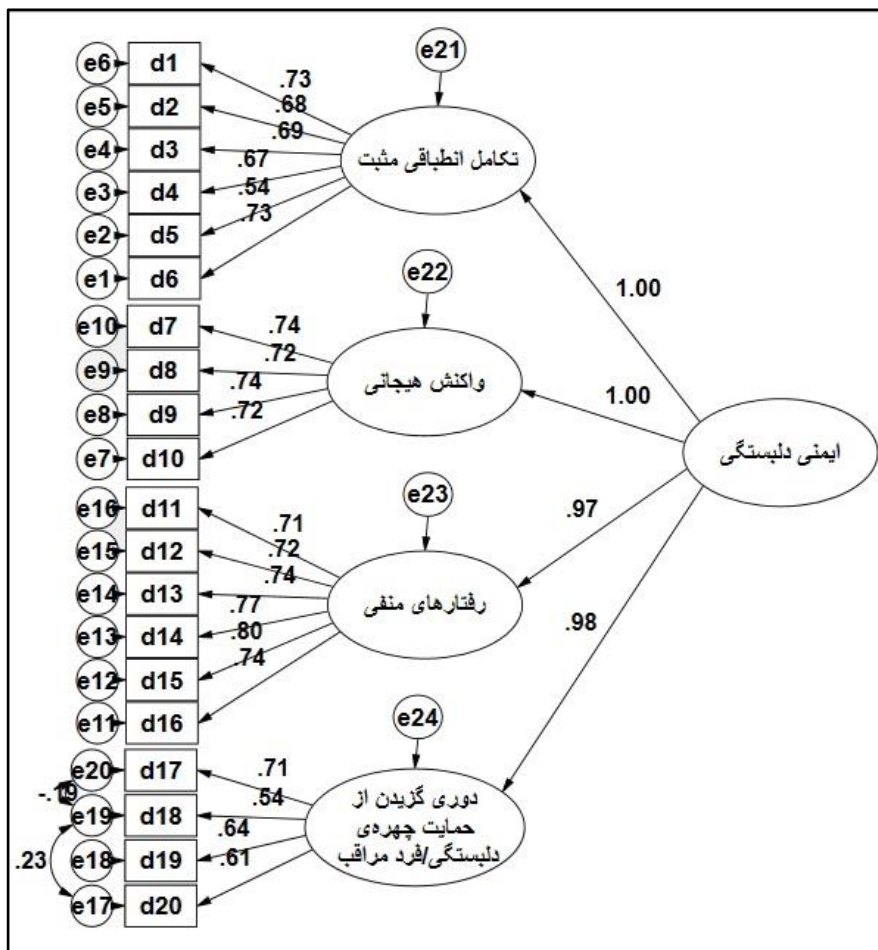 e21
e6 d1
.73
e5 d2
.68
e4 d3
.69
تکامل انطباقی مثبت
e3 d4
.67
e2 d5
.54
e1 d6
.73
1.00
e22
e10 d7
.74
e9 d8
.72
واکنش هیجانی
e8 d9
.74
e7 d10
.72
1.00
ایمنی دلبستگی
e23
e16 d11
.71
e15 d12
.72
e14 d13
.74
رفتارهای منفی
e13 d14
.77
e12 d15
.80
e11 d16
.74
.97
.98
e24
e20 d17
.71
-.19
e19 d18
.54
دوری گزیدن از
حمایت چهره‌ی
دلبستگی/فرد مراقب
e18 d19
.64
.23
e17 d20
.61